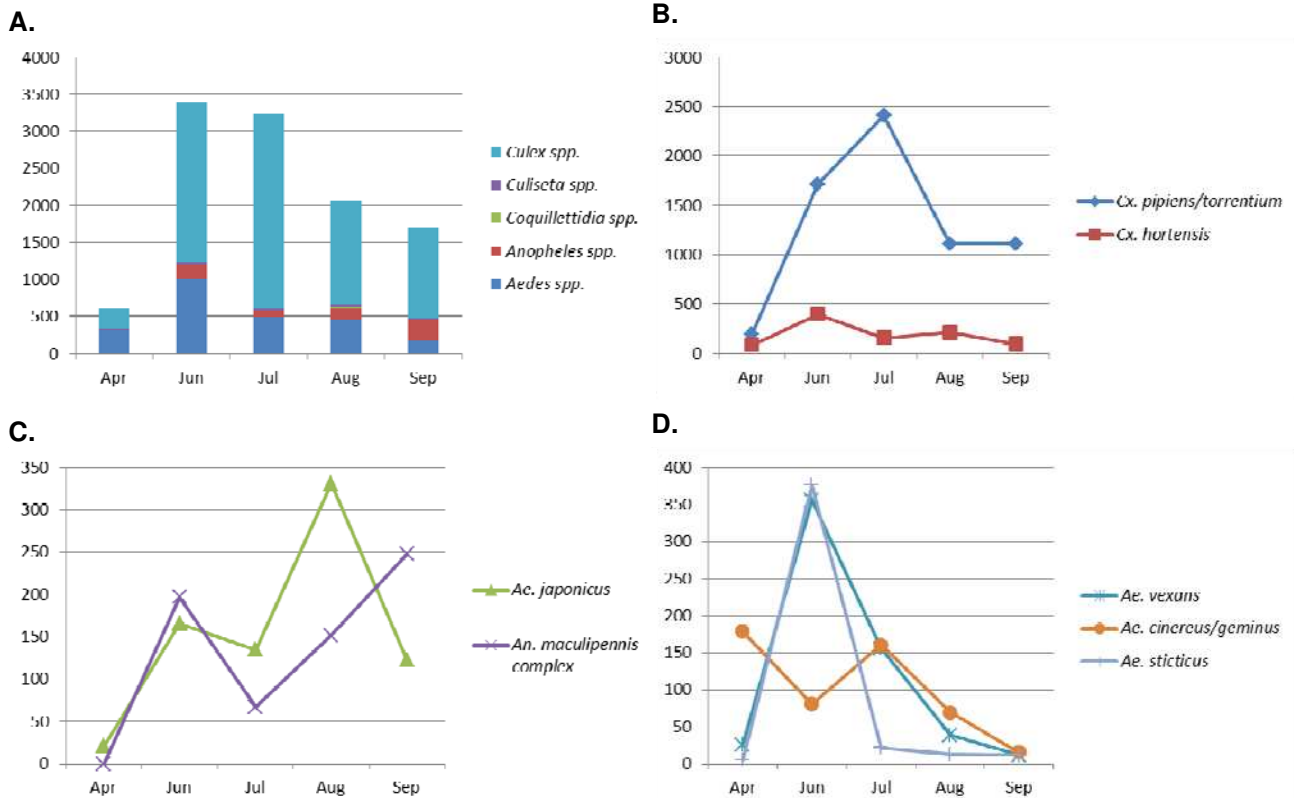 A.
4000
3500
3000
2500
2000
1500
1000
500
0
Apr Jun Jul Aug Sep
Culex spp.
Culiseta spp.
Coquillettidia spp.
Anopheles spp.
Aedes spp.
B.
3000
2500
2000
1500
1000
500
0
Apr Jun Jul Aug Sep
Cx. pipiens/torrentium
Cx. hortensis
C.
350
300
250
200
150
100
50
0
Apr Jun Jul Aug Sep
Ae. japonicus
An. maculipennis
complex
D.
400
350
300
250
200
150
100
50
0
Apr Jun Jul Aug Sep
Ae. vexans
Ae. cinereus/geminus
Ae. sticticus